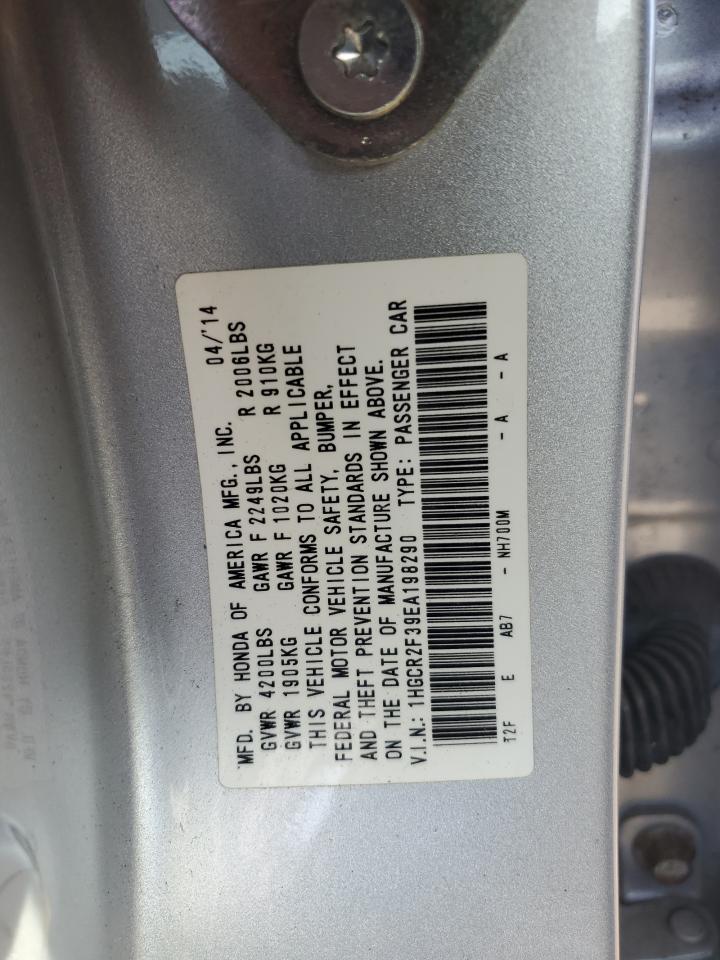 MFD. BY HONDA OF AMERICA MFG., INC. 04/'14
GVWR 4200LBS GAWR F 2249LBS R 2006LBS
GVWR 1905KG GAWR F 1020KG R 910KG
THIS VEHICLE CONFORMS TO ALL APPLICABLE
FEDERAL MOTOR VEHICLE SAFETY, BUMPER,
AND THEFT PREVENTION STANDARDS IN EFFECT
ON THE DATE OF MANUFACTURE SHOWN ABOVE.
V.I.N.: 1HGCR2F39EA198290 TYPE: PASSENGER CAR
T2F E AB7 - NH700M - A - A